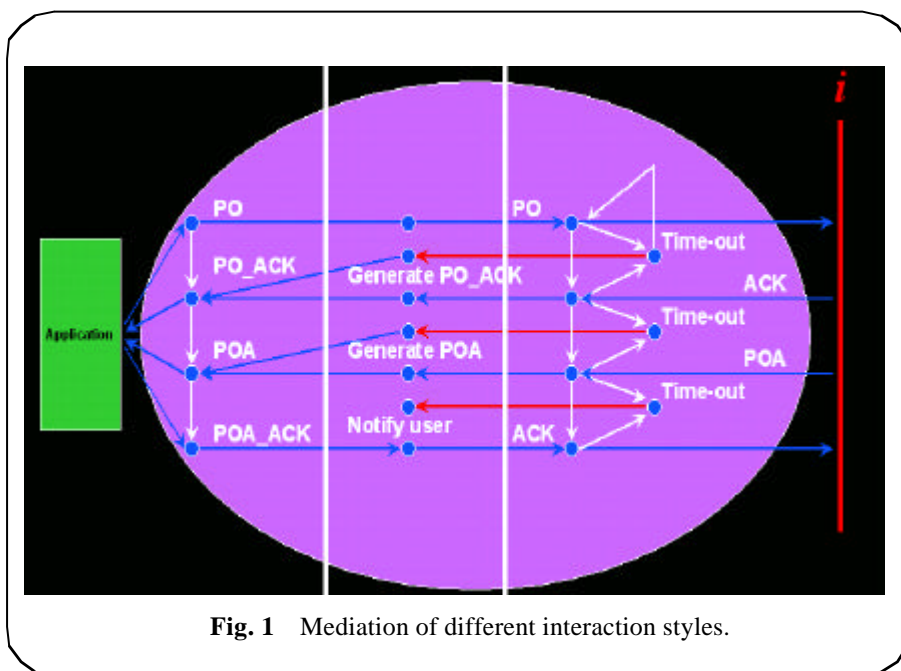 i
PO
PO
Time-out
PO_ACK
Generate PO_ACK
ACK
Application
Time-out
POA
Generate POA
POA
Time-out
POA_ACK
Notify user
ACK
Fig. 1 Mediation of different interaction styles.